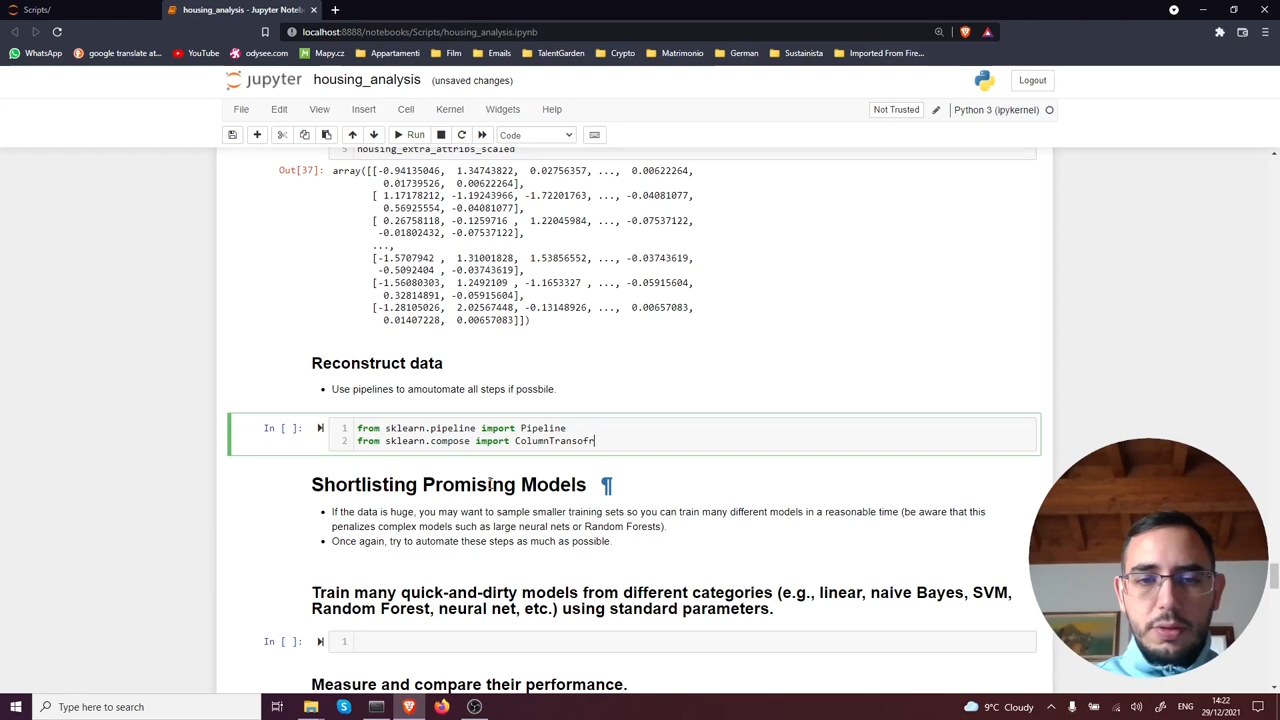 Scripts/
housing_analysis - Jupyter Noteb
localhost:8888/notebooks/Scripts/housing_analysis.ipynb
WhatsApp google translate at... YouTube odysee.com Mapy.cz Appartamenti Film Emails TalentGarden Crypto Matrimonio German Sustainista Imported From Fire...
jupyter housing_analysis (unsaved changes) Logout
File Edit View Insert Cell Kernel Widgets Help Not Trusted Python 3 (ipykernel)
Run Code
5 housing_extra_attribs_scaled
Out[37]: array([[-0.94135046, 1.34743822, 0.02756357, ..., 0.00622264,
0.01739526, 0.00622264],
[ 1.17178212, -1.19243966, -1.72201763, ..., -0.04081077,
0.56925554, -0.04081077],
[ 0.26758118, -0.1259716 , 1.22045984, ..., -0.07537122,
-0.01802432, -0.07537122],
...,
[-1.5707942 , 1.31001828, 1.53856552, ..., -0.03743619,
-0.5092404 , -0.03743619],
[-1.56080303, 1.2492109 , -1.1653327 , ..., -0.05915604,
0.32814891, -0.05915604],
[-1.28105026, 2.02567448, -0.13148926, ..., 0.00657083,
0.01407228, 0.00657083]])
Reconstruct data
Use pipelines to amoutomate all steps if possbile.
In [ ]: 1 from sklearn.pipeline import Pipeline
2 from sklearn.compose import ColumnTransofr
Shortlisting Promising Models ¶
If the data is huge, you may want to sample smaller training sets so you can train many different models in a reasonable time (be aware that this
penalizes complex models such as large neural nets or Random Forests).
Once again, try to automate these steps as much as possible.
Train many quick-and-dirty models from different categories (e.g., linear, naive Bayes, SVM,
Random Forest, neural net, etc.) using standard parameters.
In [ ]: 1
Measure and compare their performance.
Type here to search
9°C Cloudy ENG 14:22
29/12/2021